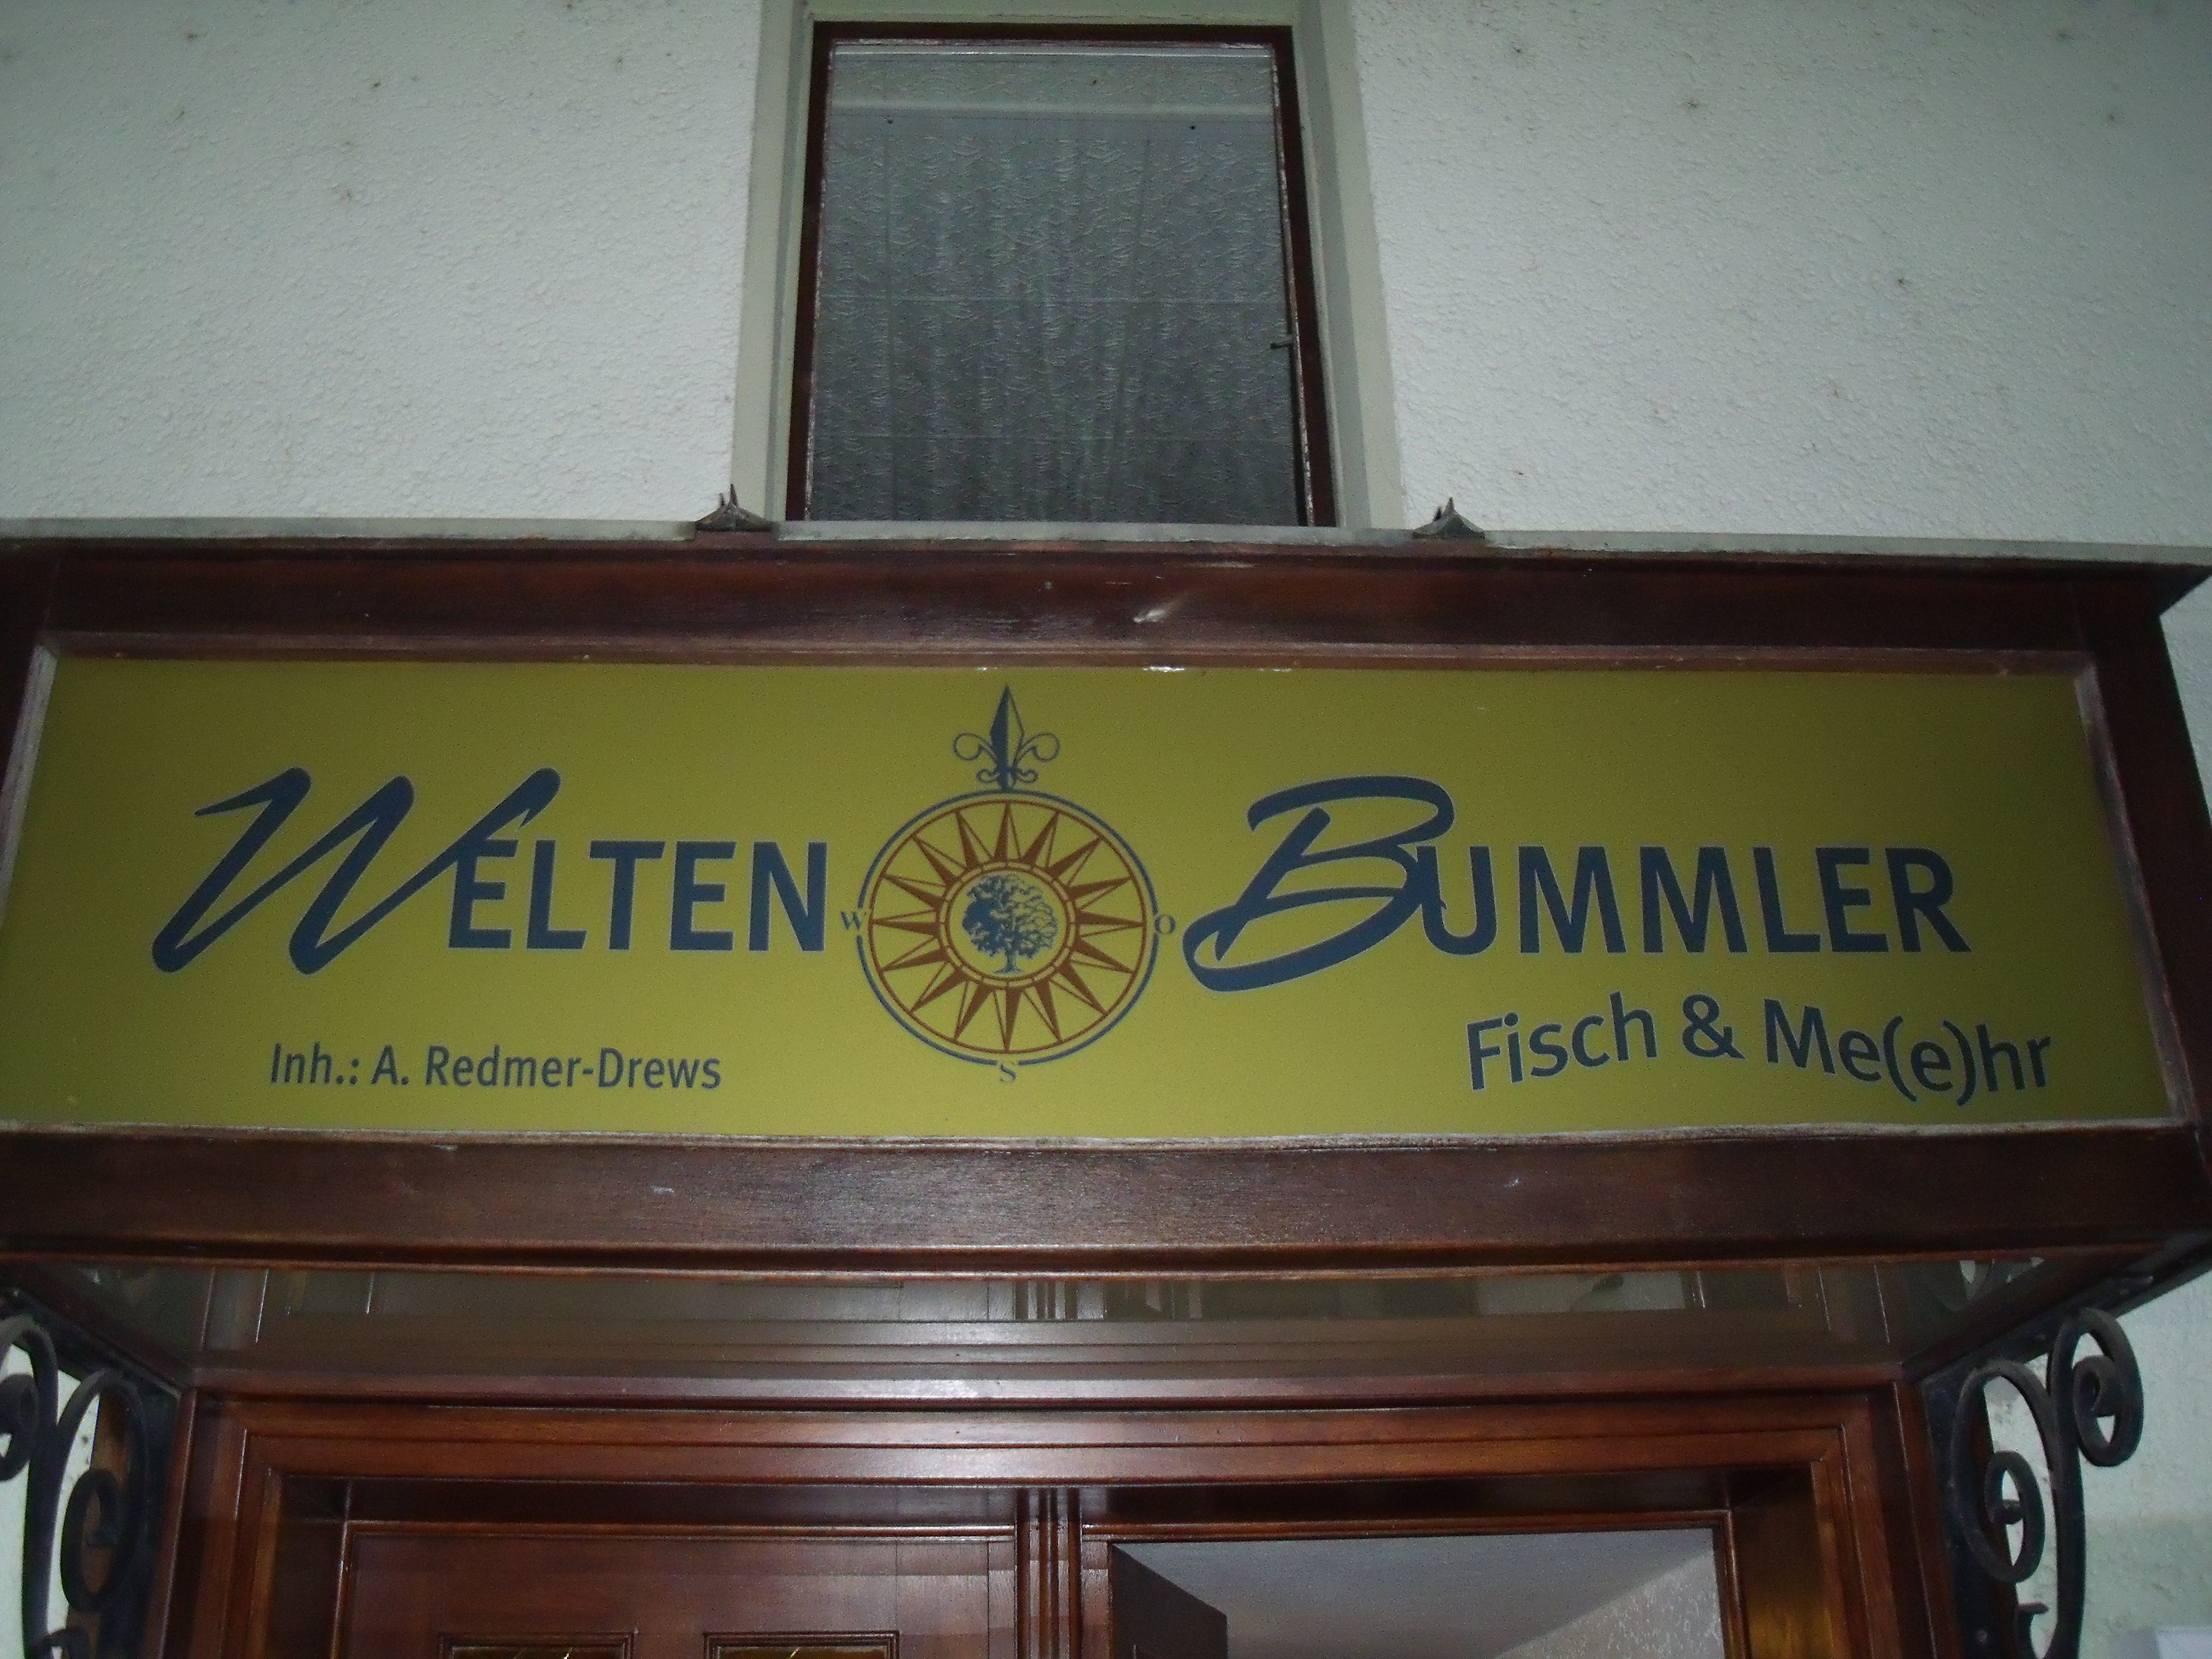 WELTEN W O S BUMMLER
Inh.: A. Redmer-Drews
Fisch & Me(e)hr